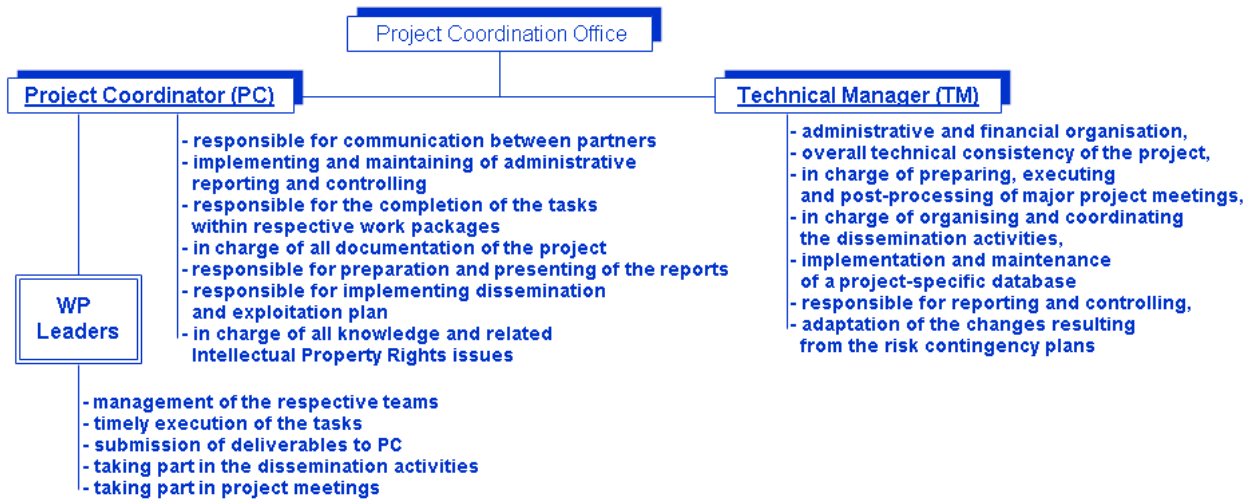 Project Coordination Office
Project Coordinator (PC)
- responsible for communication between partners
- implementing and maintaining of administrative
reporting and controlling
- responsible for the completion of the tasks
within respective work packages
- in charge of all documentation of the project
- responsible for preparation and presenting of the reports
- responsible for implementing dissemination
and exploitation plan
- in charge of all knowledge and related
Intellectual Property Rights issues
WP
Leaders
- management of the respective teams
- timely execution of the tasks
- submission of deliverables to PC
- taking part in the dissemination activities
- taking part in project meetings
Technical Manager (TM)
- administrative and financial organisation,
- overall technical consistency of the project,
- in charge of preparing, executing
and post-processing of major project meetings,
- in charge of organising and coordinating
the dissemination activities,
- implementation and maintenance
of a project-specific database
- responsible for reporting and controlling,
- adaptation of the changes resulting
from the risk contingency plans